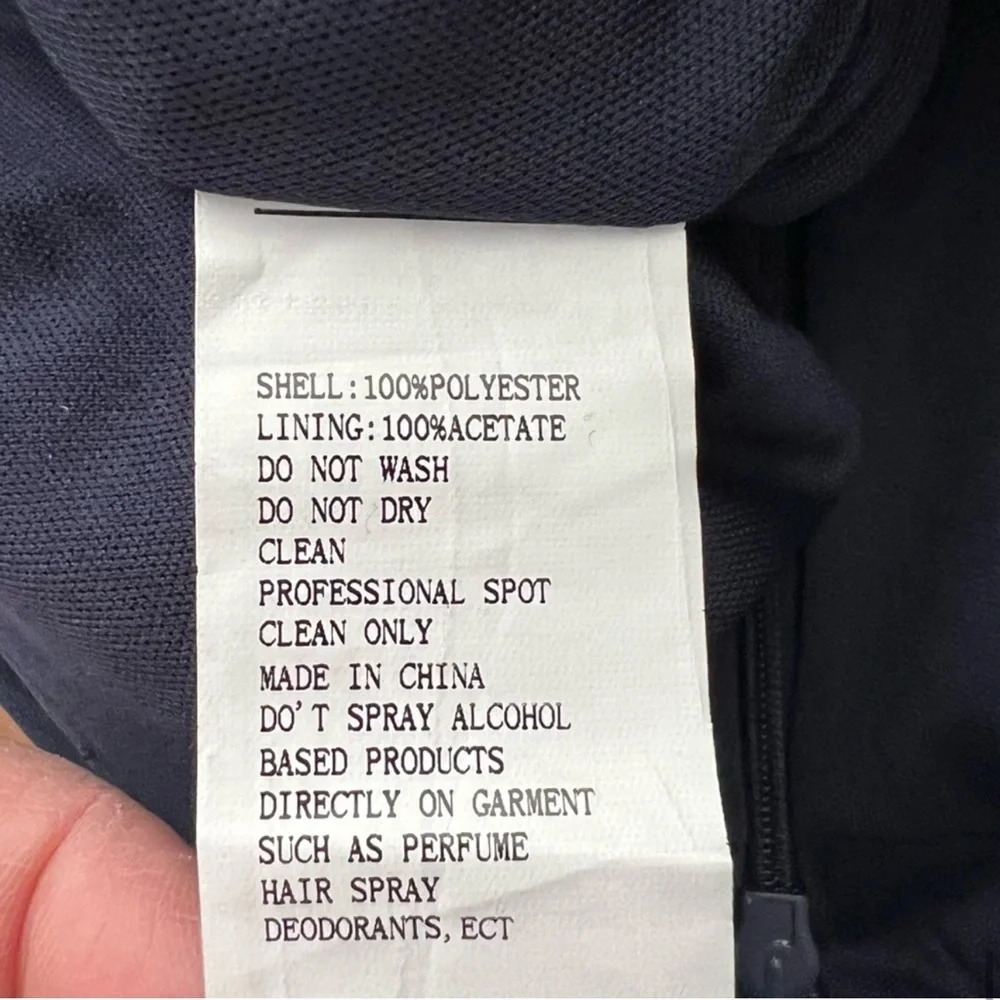 SHELL:100%POLYESTER
LINING:100%ACETATE
DO NOT WASH
DO NOT DRY
CLEAN
PROFESSIONAL SPOT
CLEAN ONLY
MADE IN CHINA
DO'T SPRAY ALCOHOL
BASED PRODUCTS
DIRECTLY ON GARMENT
SUCH AS PERFUME
HAIR SPRAY
DEODORANTS, ECT